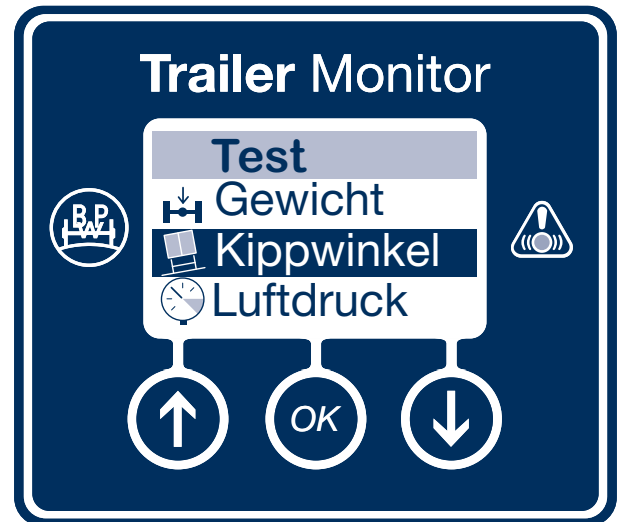 Trailer Monitor
Test
Gewicht
BPW
Kippwinkel
Luftdruck
OK